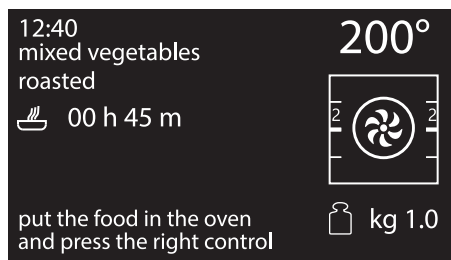 12:40
mixed vegetables
roasted
00 h 45 m
200°
2 2
kg 1.0
put the food in the oven
and press the right control